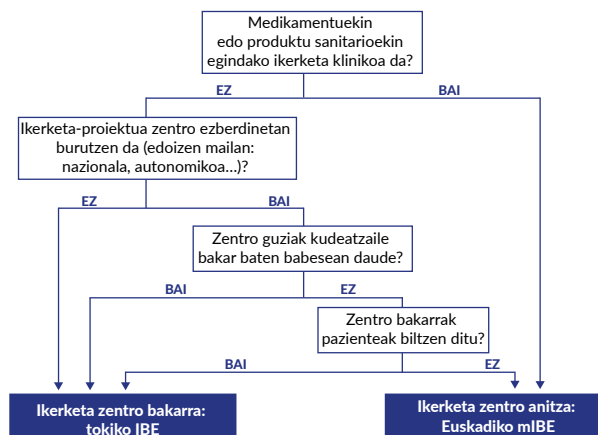 Medikamentuekin
edo produktu sanitarioekin
egindako ikerketa klinikoa da?
EZ
BAI
Ikerketa-proiektua zentro ezberdinetan
burutzen da (edoizen mailan:
nazionala, autonomikoa...)?
EZ
BAI
Zentro guziak kudeatzaile
bakar baten babesean daude?
BAI
EZ
Zentro bakarrak
pazienteak biltzen ditu?
BAI
EZ
Ikerketa zentro bakarra:
tokiko IBE
Ikerketa zentro anitza:
Euskadiko mIBE